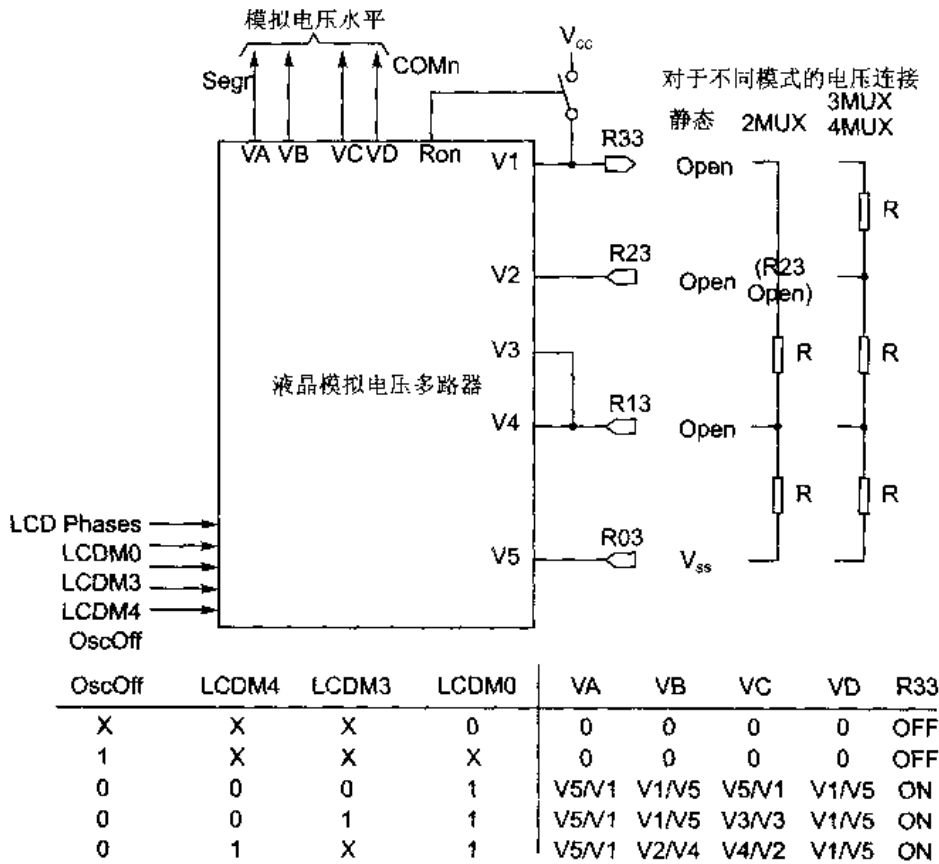 模拟电压水平
Segn
COMn
Vcc
对于不同模式的电压连接
静态 2MUX 3MUX 4MUX
VA VB VC VD Ron
V1 R33 Open
R
V2 R23 Open (R23 Open)
V3
R R
液晶模拟电压多路器
V4 R13 Open
R R
LCD Phases
LCDM0
LCDM3
LCDM4
OscOff
V5 R03 Vss
OscOff LCDM4 LCDM3 LCDM0 VA VB VC VD R33
X X X 0 0 0 0 0 OFF
1 X X X 0 0 0 0 OFF
0 0 0 1 V5/V1 V1/V5 V5/V1 V1/V5 ON
0 0 1 1 V5/V1 V1/V5 V3/V3 V1/V5 ON
0 1 X 1 V5/V1 V2/V4 V4/V2 V1/V5 ON